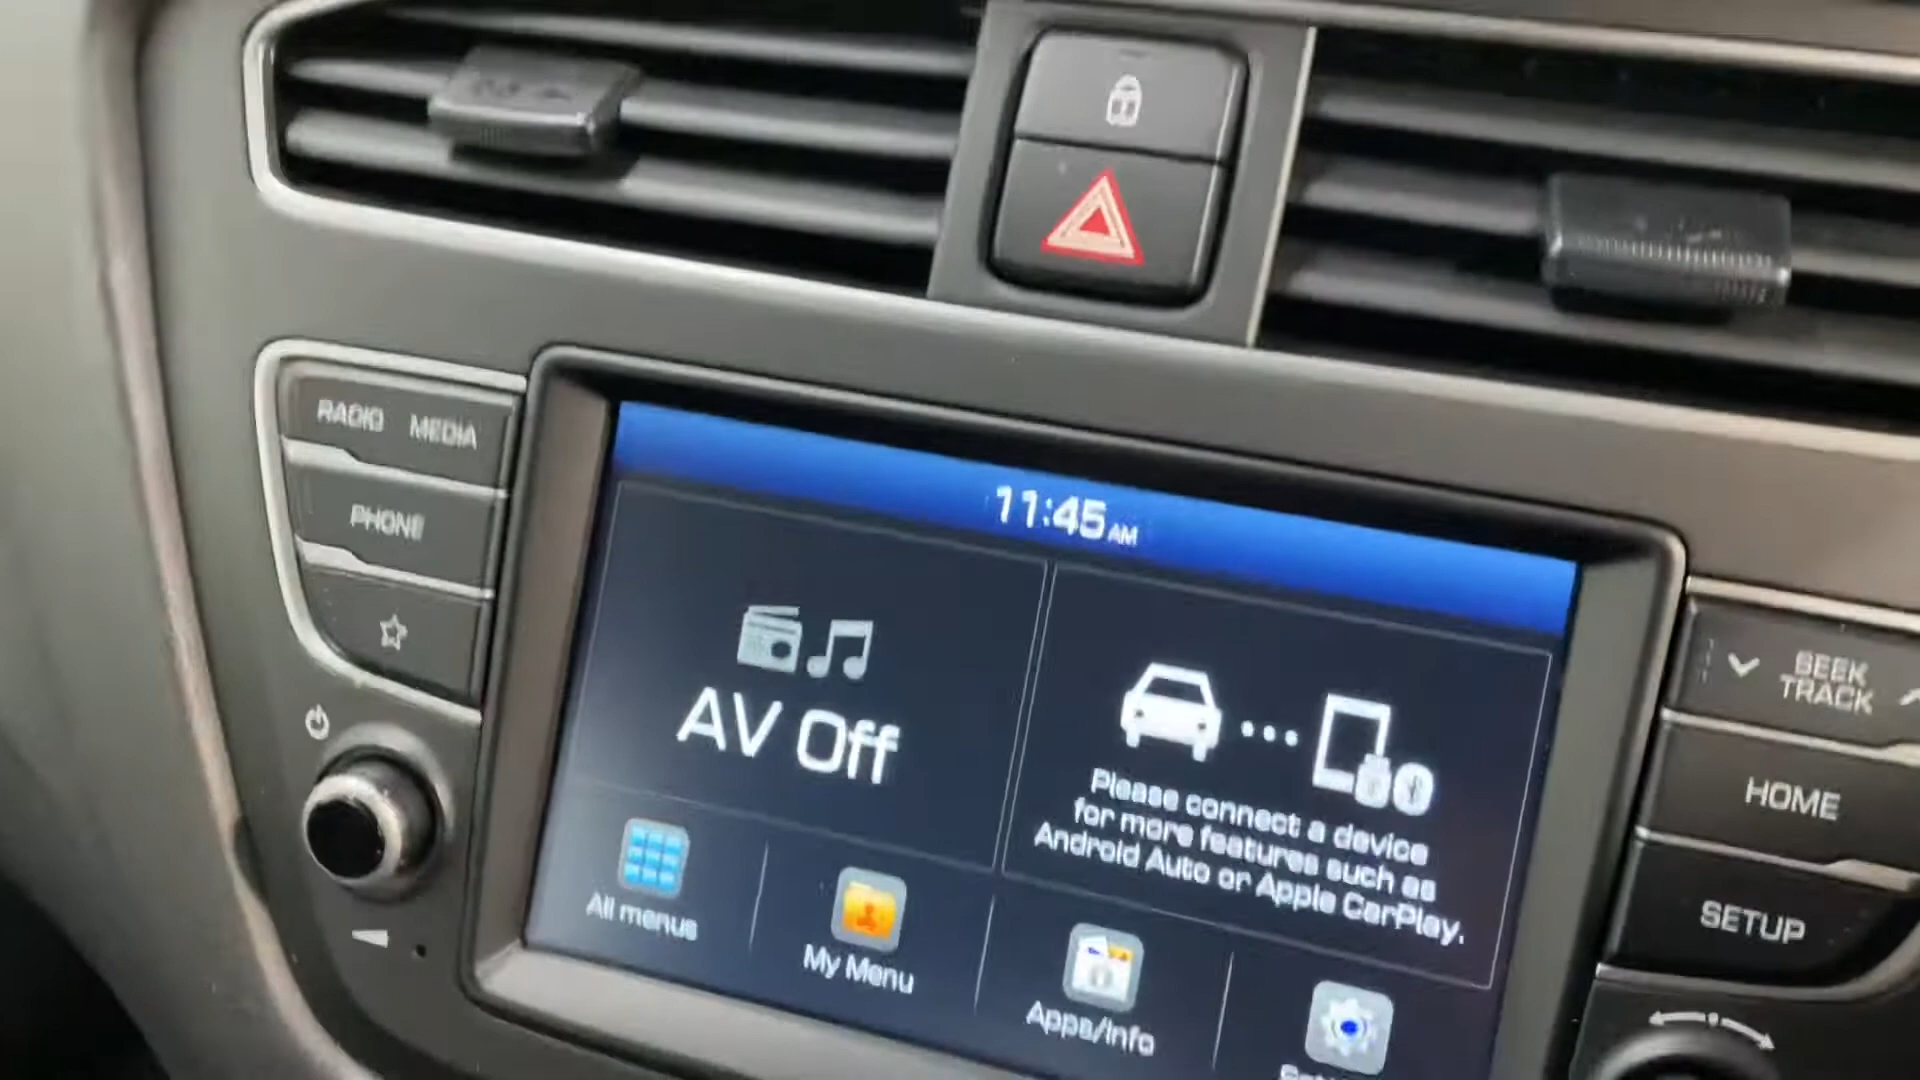 RADIO MEDIA
PHONE
11:45 AM
AV Off
Please connect a device
for more features such as
Android Auto or Apple CarPlay.
All menus
My Menu
Apps/Info
SEEK
TRACK
HOME
SETUP